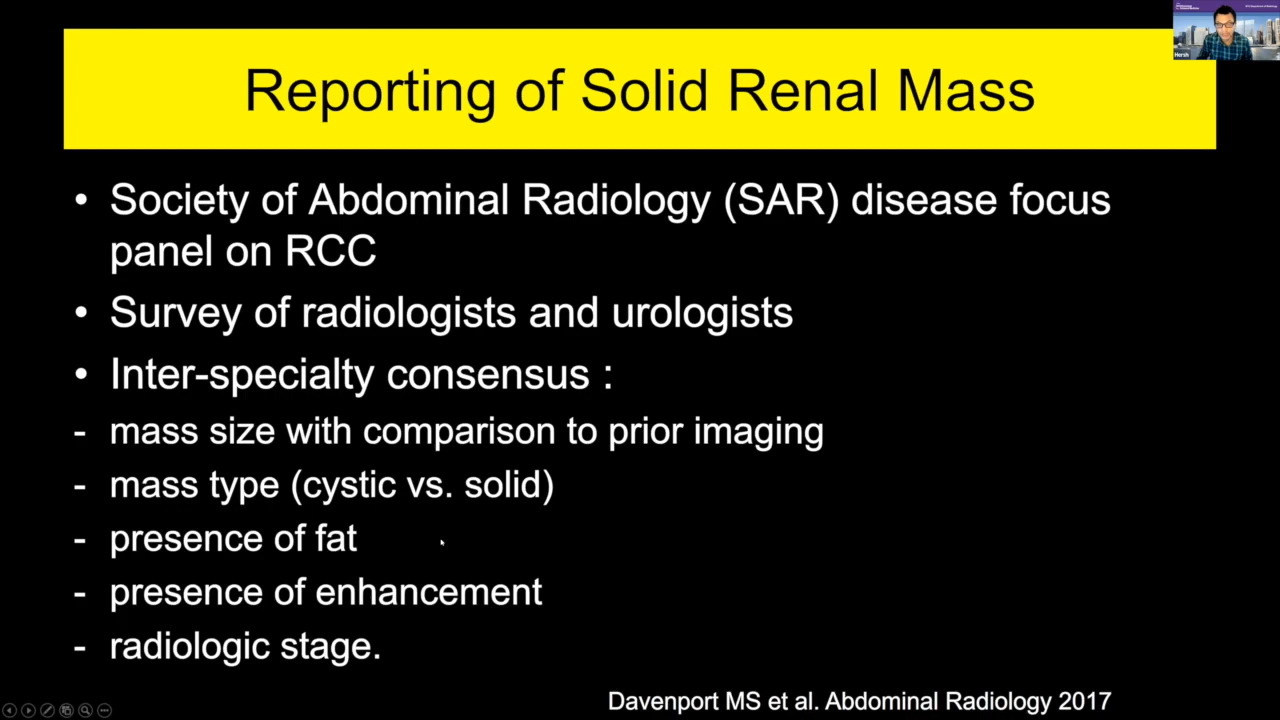 Reporting of Solid Renal Mass
• Society of Abdominal Radiology (SAR) disease focus
panel on RCC
• Survey of radiologists and urologists
• Inter-specialty consensus :
- mass size with comparison to prior imaging
- mass type (cystic vs. solid)
- presence of fat
- presence of enhancement
- radiologic stage.
Davenport MS et al. Abdominal Radiology 2017
Hersh